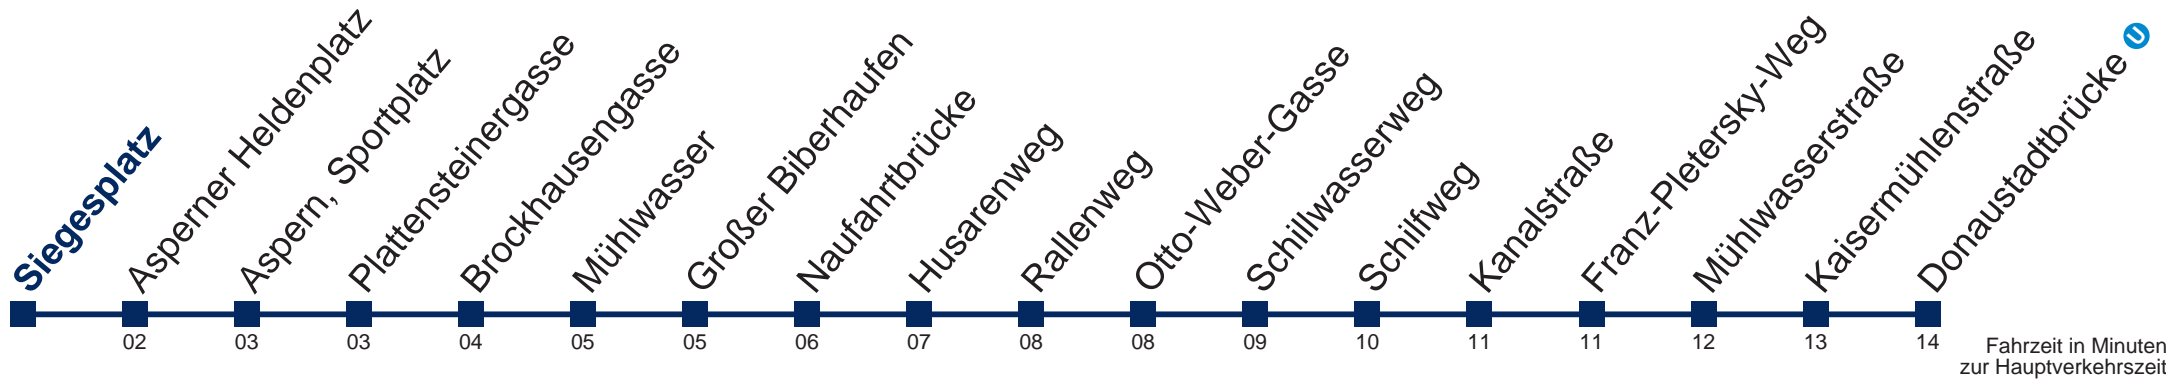 Siegesplatz
Asperner Heldenplatz
Aspern, Sportplatz
Plattensteinergasse
Brockhausengasse
Mühlwasser
Großer Biberhaufen
Naufahrtbrücke
Husarenweg
Rallenweg
Otto-Weber-Gasse
Schillwasserweg
Schilfweg
Kanalstraße
Franz-Pletersky-Weg
Mühlwasserstraße
Kaisermühlenstraße
Donaustadtbrücke U
02 03 03 04 05 05 06 07 08 08 09 10 11 11 12 13 14
Fahrzeit in Minuten
zur Hauptverkehrszeit